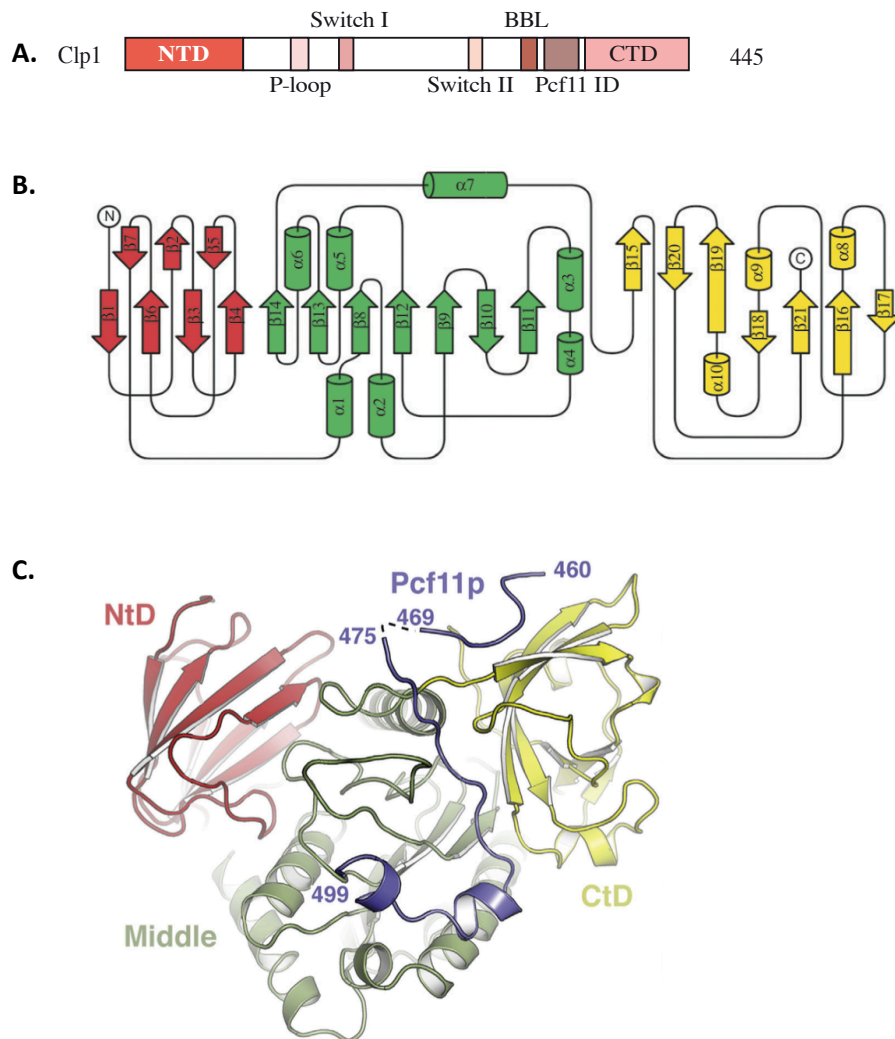 Switch I BBL
A. Clp1 NTD CTD 445
P-loop Switch II Pcf11 ID
B.
α7
N β7 β2 β5 α6 α5 β15 β20 β19 α9 C α8
β1 β6 β3 β4 β14 β13 β8 β12 β9 β10 β11 α3 α4 β18 β21 β16 β17
α1 α2 α10
C.
Pcf11p 460
NtD 469
475
499 CtD
Middle